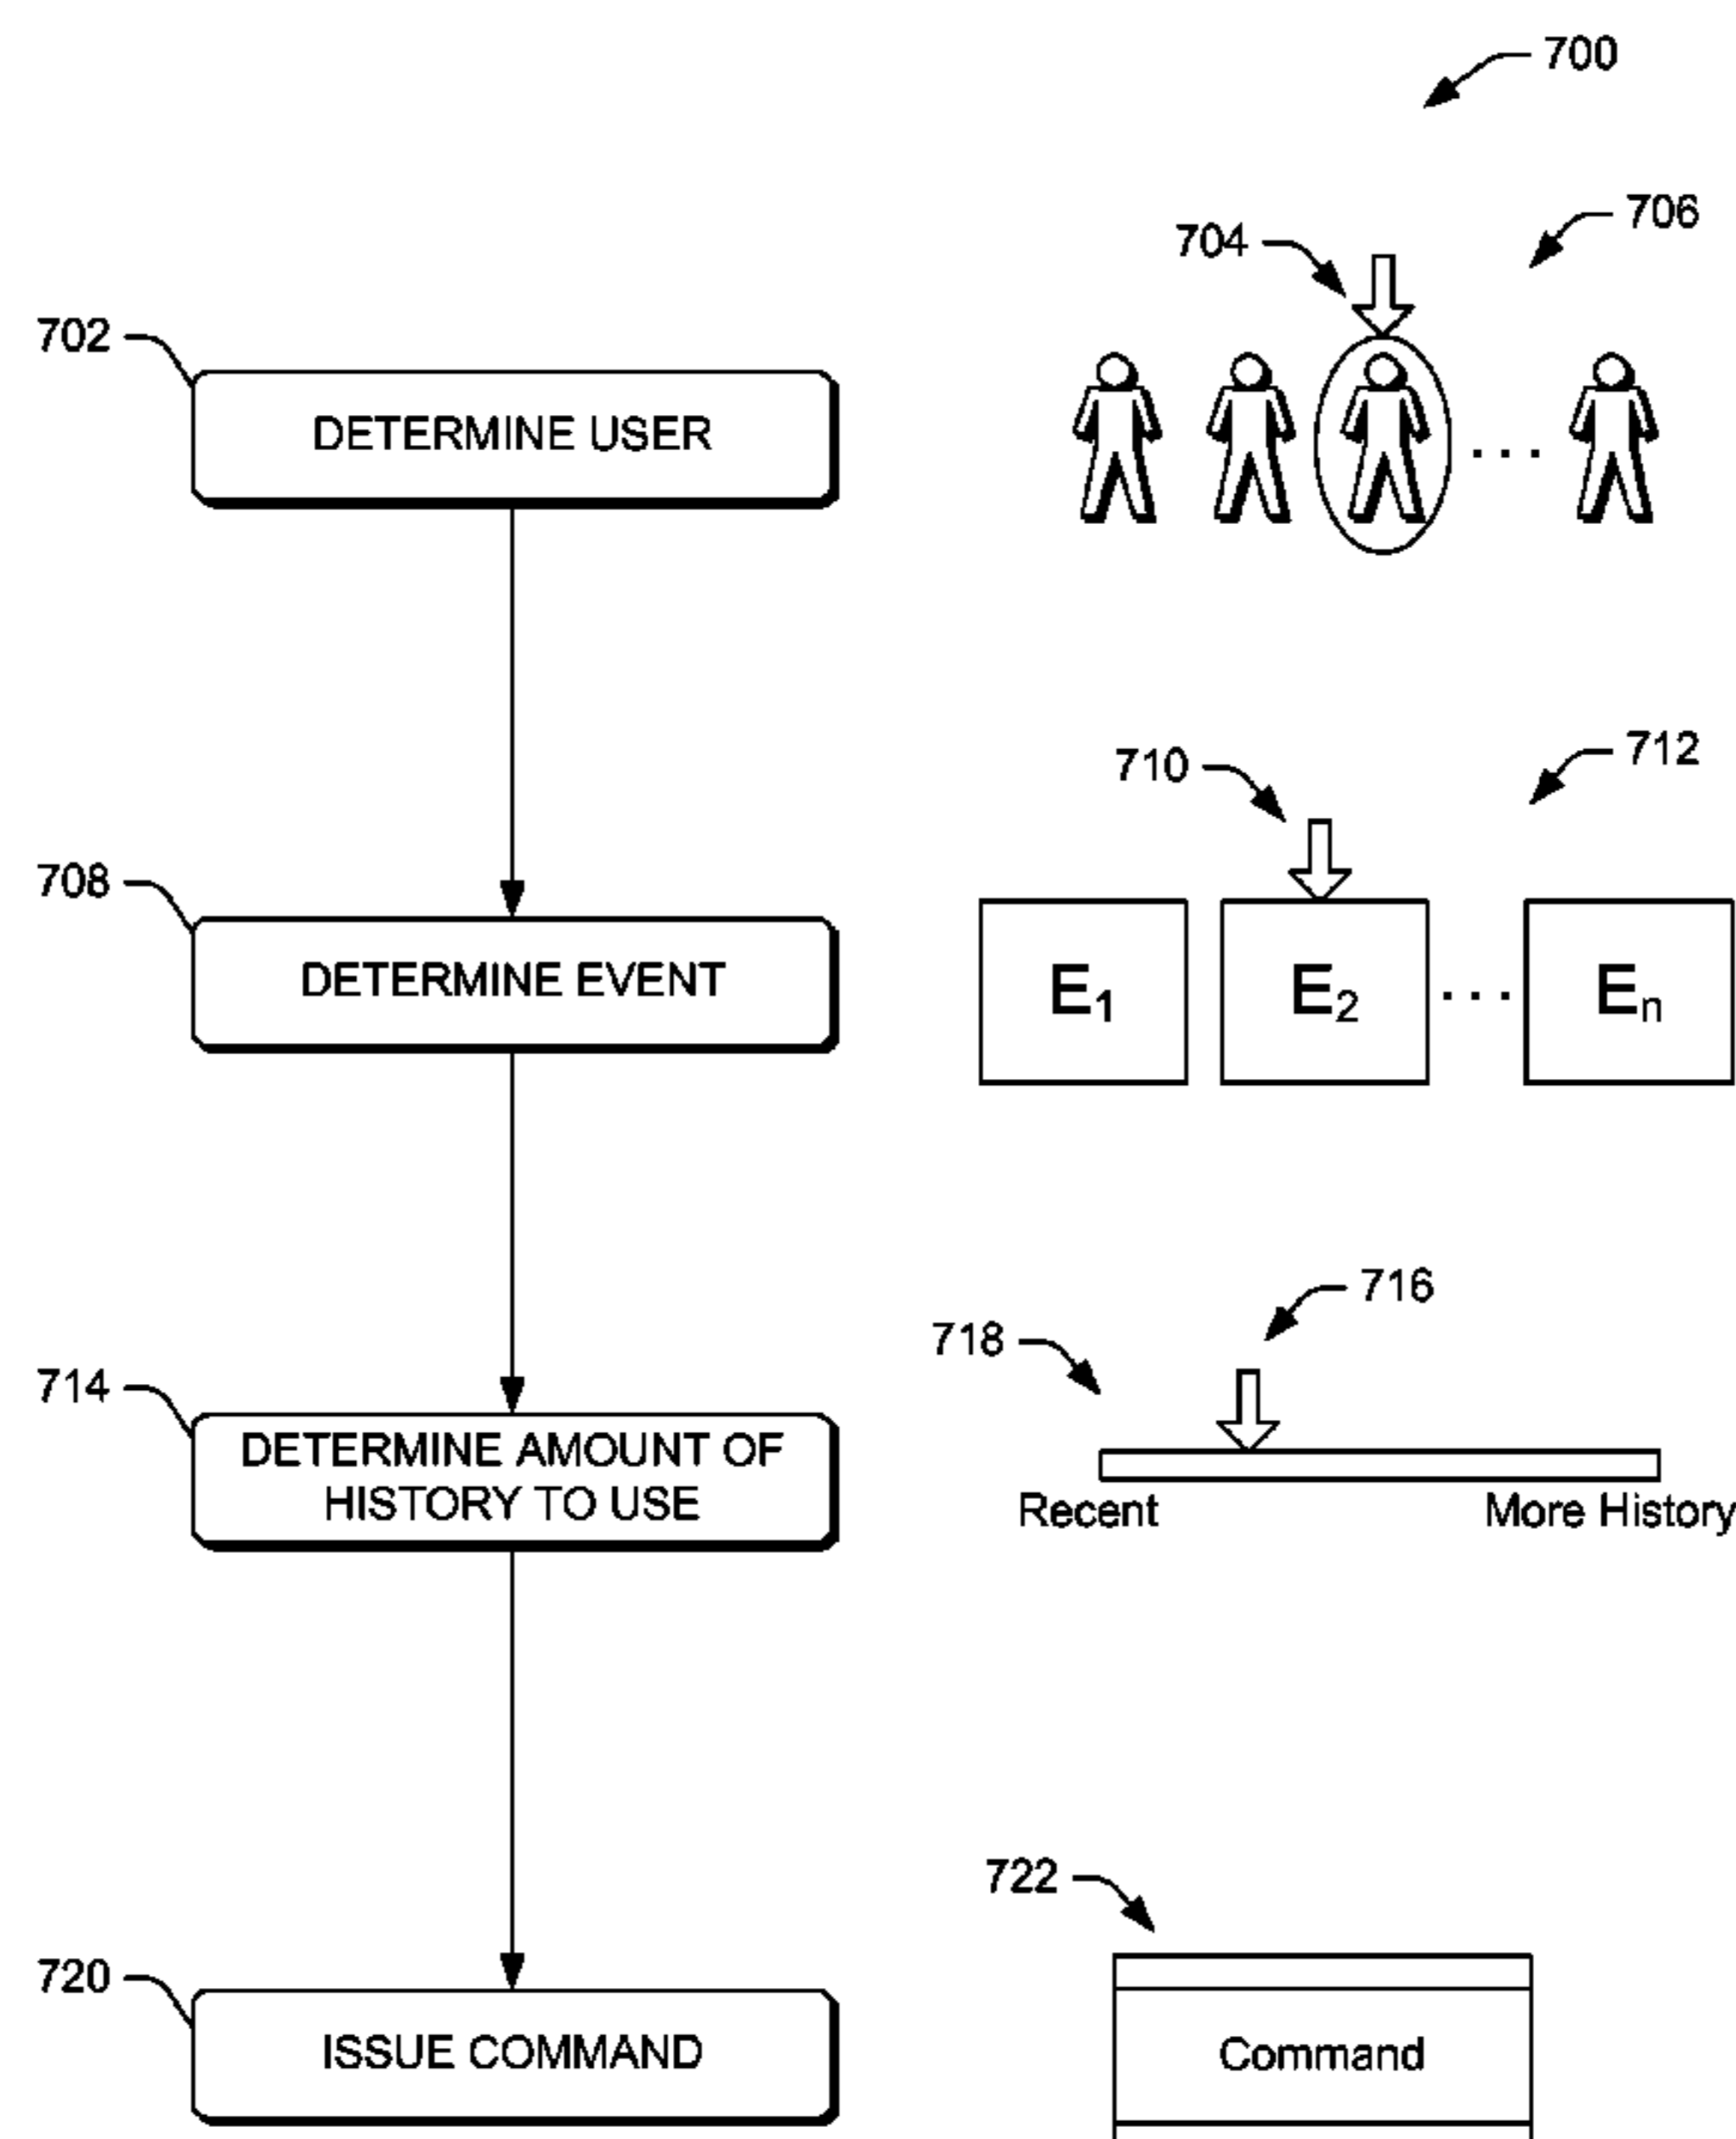 700
706
704
702
DETERMINE USER
712
710
708
DETERMINE EVENT
E1
E2
. . .
En
716
718
714
DETERMINE AMOUNT OF
HISTORY TO USE
Recent
More History
722
720
ISSUE COMMAND
Command